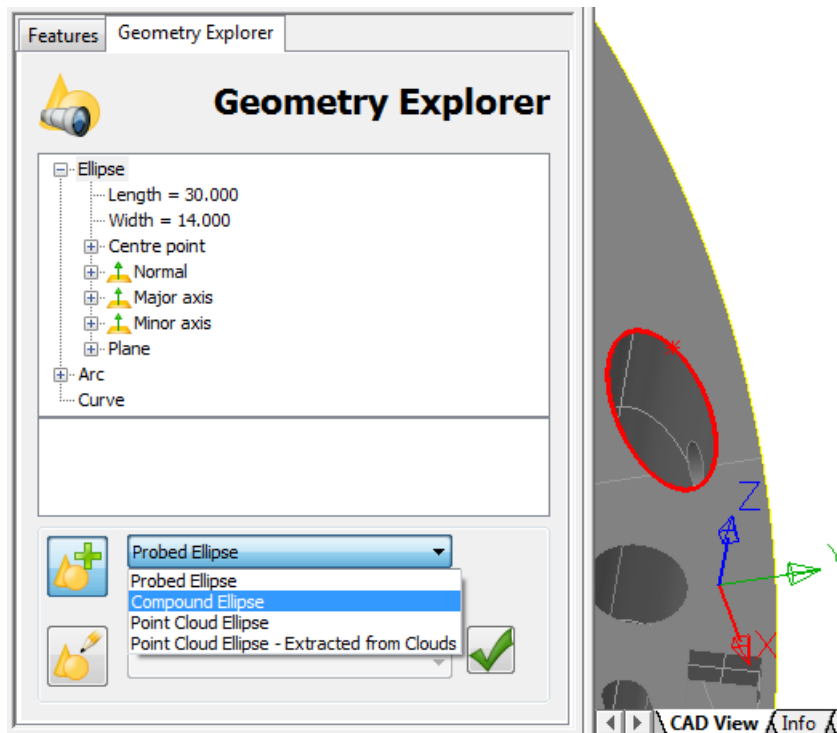 Features
Geometry Explorer
Geometry Explorer
Ellipse
Length = 30.000
Width = 14.000
Centre point
Normal
Major axis
Minor axis
Plane
Arc
Curve
Probed Ellipse
Probed Ellipse
Compound Ellipse
Point Cloud Ellipse
Point Cloud Ellipse - Extracted from Clouds
Z
Y
X
CAD View
Info